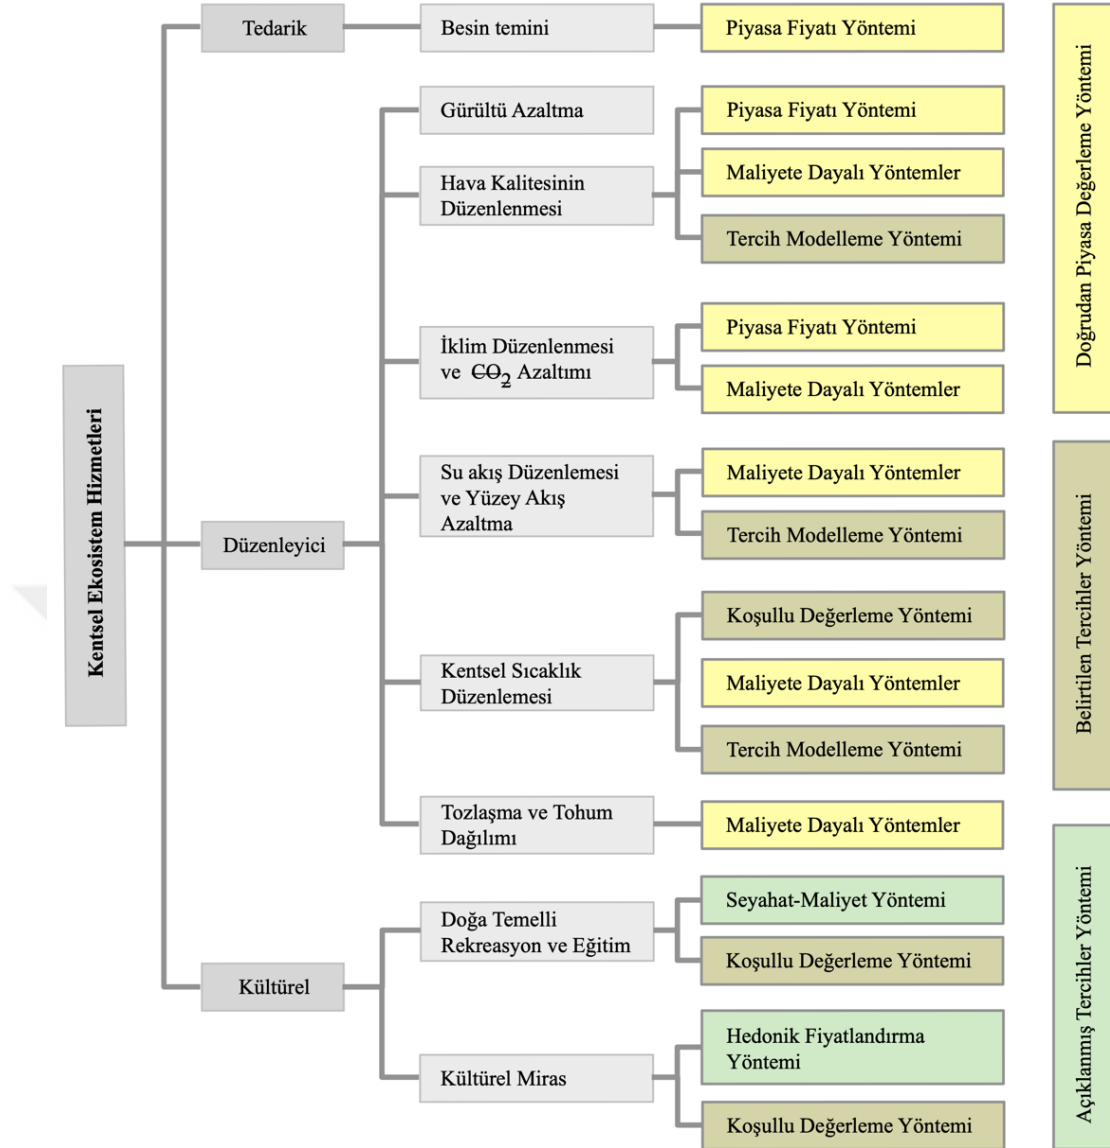 Kentsel Ekosistem Hizmetleri
Tedarik
Besin temini
Piyasa Fiyatı Yöntemi
Düzenleyici
Gürültü Azaltma
Hava Kalitesinin
Düzenlenmesi
Piyasa Fiyatı Yöntemi
Maliyete Dayalı Yöntemler
Tercih Modelleme Yöntemi
İklim Düzenlenmesi
ve CO₂ Azaltımı
Piyasa Fiyatı Yöntemi
Maliyete Dayalı Yöntemler
Su akış Düzenlemesi
ve Yüzey Akış
Azaltma
Maliyete Dayalı Yöntemler
Tercih Modelleme Yöntemi
Kentsel Sıcaklık
Düzenlemesi
Koşullu Değerleme Yöntemi
Maliyete Dayalı Yöntemler
Tercih Modelleme Yöntemi
Tozlaşma ve Tohum
Dağılımı
Maliyete Dayalı Yöntemler
Kültürel
Doğa Temelli
Rekreasyon ve Eğitim
Seyahat-Maliyet Yöntemi
Koşullu Değerleme Yöntemi
Kültürel Miras
Hedonik Fiyatlandırma
Yöntemi
Koşullu Değerleme Yöntemi
Doğrudan Piyasa Değerleme Yöntemi
Belirtilen Tercihler Yöntemi
Açıklanmış Tercihler Yöntemi